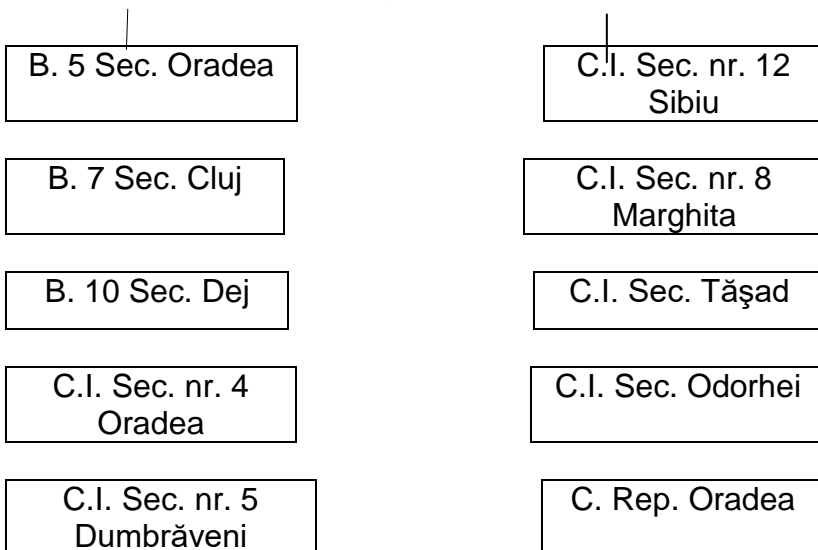 B. 5 Sec. Oradea
C.I. Sec. nr. 12
Sibiu
B. 7 Sec. Cluj
C.I. Sec. nr. 8
Marghita
B. 10 Sec. Dej
C.I. Sec. Tăşad
C.I. Sec. nr. 4
Oradea
C.I. Sec. Odorhei
C.I. Sec. nr. 5
Dumbrăveni
C. Rep. Oradea